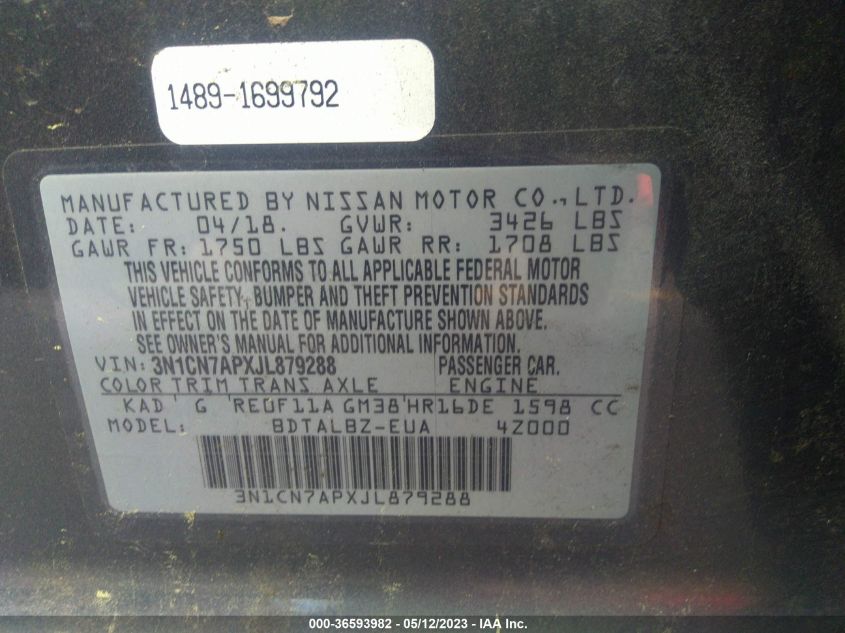 1489-1699792
MANUFACTURED BY NISSAN MOTOR CO., LTD.
DATE: 04/18. GVWR: 3426 LBS
GAWR FR: 1750 LBS GAWR RR: 1708 LBS
THIS VEHICLE CONFORMS TO ALL APPLICABLE FEDERAL MOTOR
VEHICLE SAFETY, BUMPER AND THEFT PREVENTION STANDARDS
IN EFFECT ON THE DATE OF MANUFACTURE SHOWN ABOVE.
SEE OWNER'S MANUAL FOR ADDITIONAL INFORMATION.
VIN: 3N1CN7APXJL879288 PASSENGER CAR.
COLOR TRIM TRANS AXLE ENGINE
KAD G RE0F11A GM38 HR16DE 1598 CC
MODEL: BDTALBZ-EUA 4Z000
3N1CN7APXJL879288
000-36593982 - 05/12/2023 - IAA Inc.